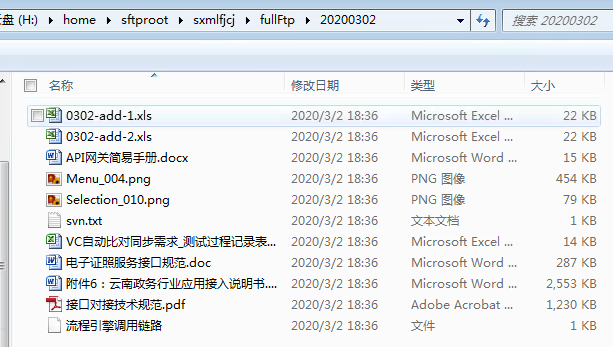 盘 (H:) ▸ home ▸ sftproot ▸ sxmlfjcj ▸ fullFtp ▸ 20200302 搜索 20200302
名称 修改日期 类型 大小
0302-add-1.xls 2020/3/2 18:36 Microsoft Excel ... 22 KB
0302-add-2.xls 2020/3/2 18:36 Microsoft Excel ... 22 KB
API网关简易手册.docx 2020/3/2 18:36 Microsoft Word ... 15 KB
Menu_004.png 2020/3/2 18:36 PNG 图像 454 KB
Selection_010.png 2020/3/2 18:36 PNG 图像 79 KB
svn.txt 2020/3/2 18:36 文本文档 1 KB
VC自动比对同步需求_测试过程记录表... 2020/3/2 18:36 Microsoft Excel ... 14 KB
电子证照服务接口规范.doc 2020/3/2 18:36 Microsoft Word ... 287 KB
附件6：云南政务行业应用接入说明书.... 2020/3/2 18:36 Microsoft Word ... 2,553 KB
接口对接技术规范.pdf 2020/3/2 18:36 Adobe Acrobat ... 1,230 KB
流程引擎调用链路 2020/3/2 18:36 文件 1 KB